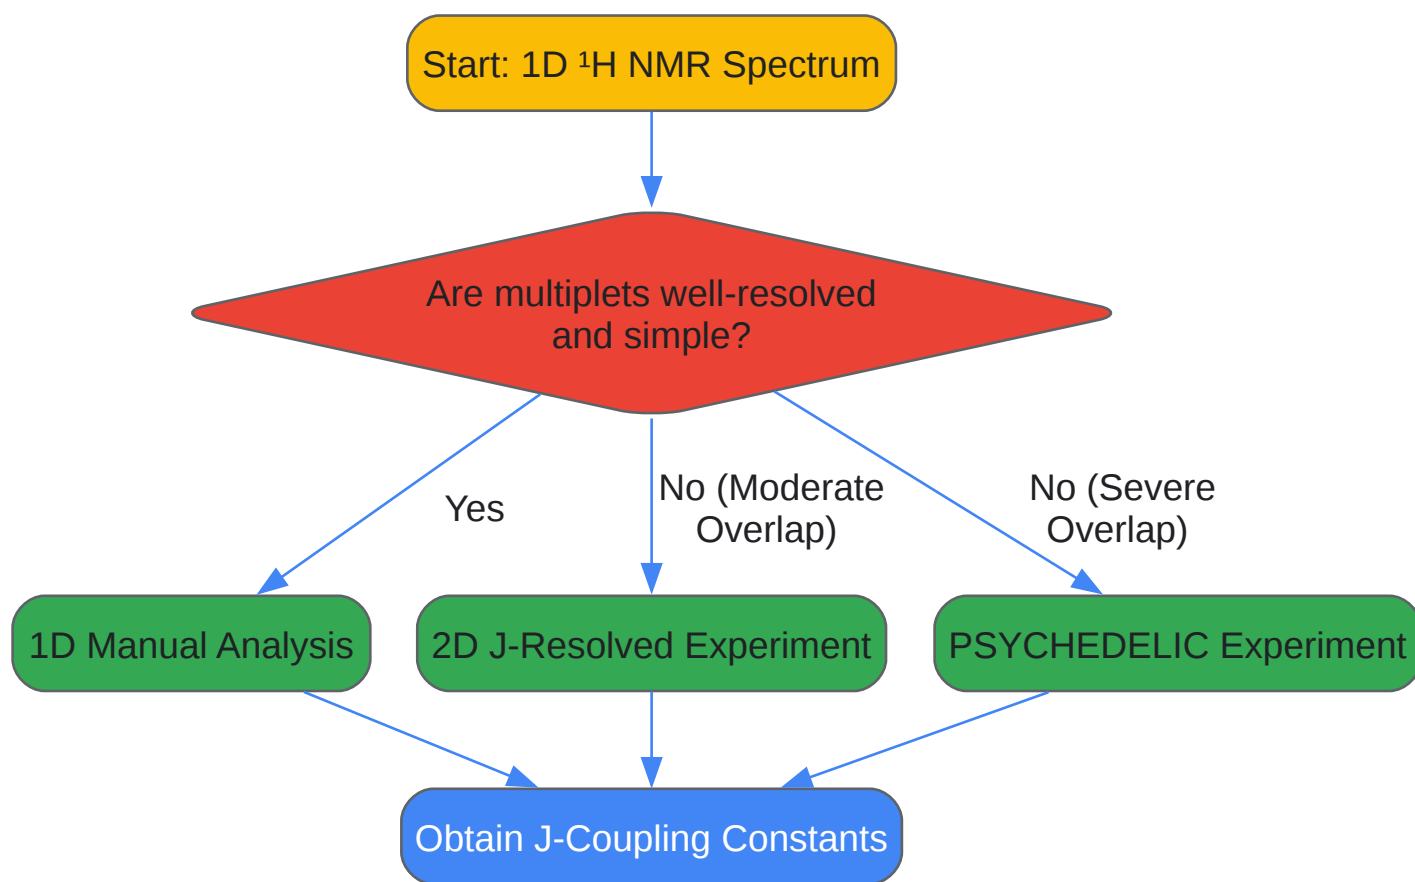 Start: 1D ¹H NMR Spectrum
Are multiplets well-resolved
and simple?
Yes
No (Moderate
Overlap)
No (Severe
Overlap)
1D Manual Analysis
2D J-Resolved Experiment
PSYCHEDELIC Experiment
Obtain J-Coupling Constants